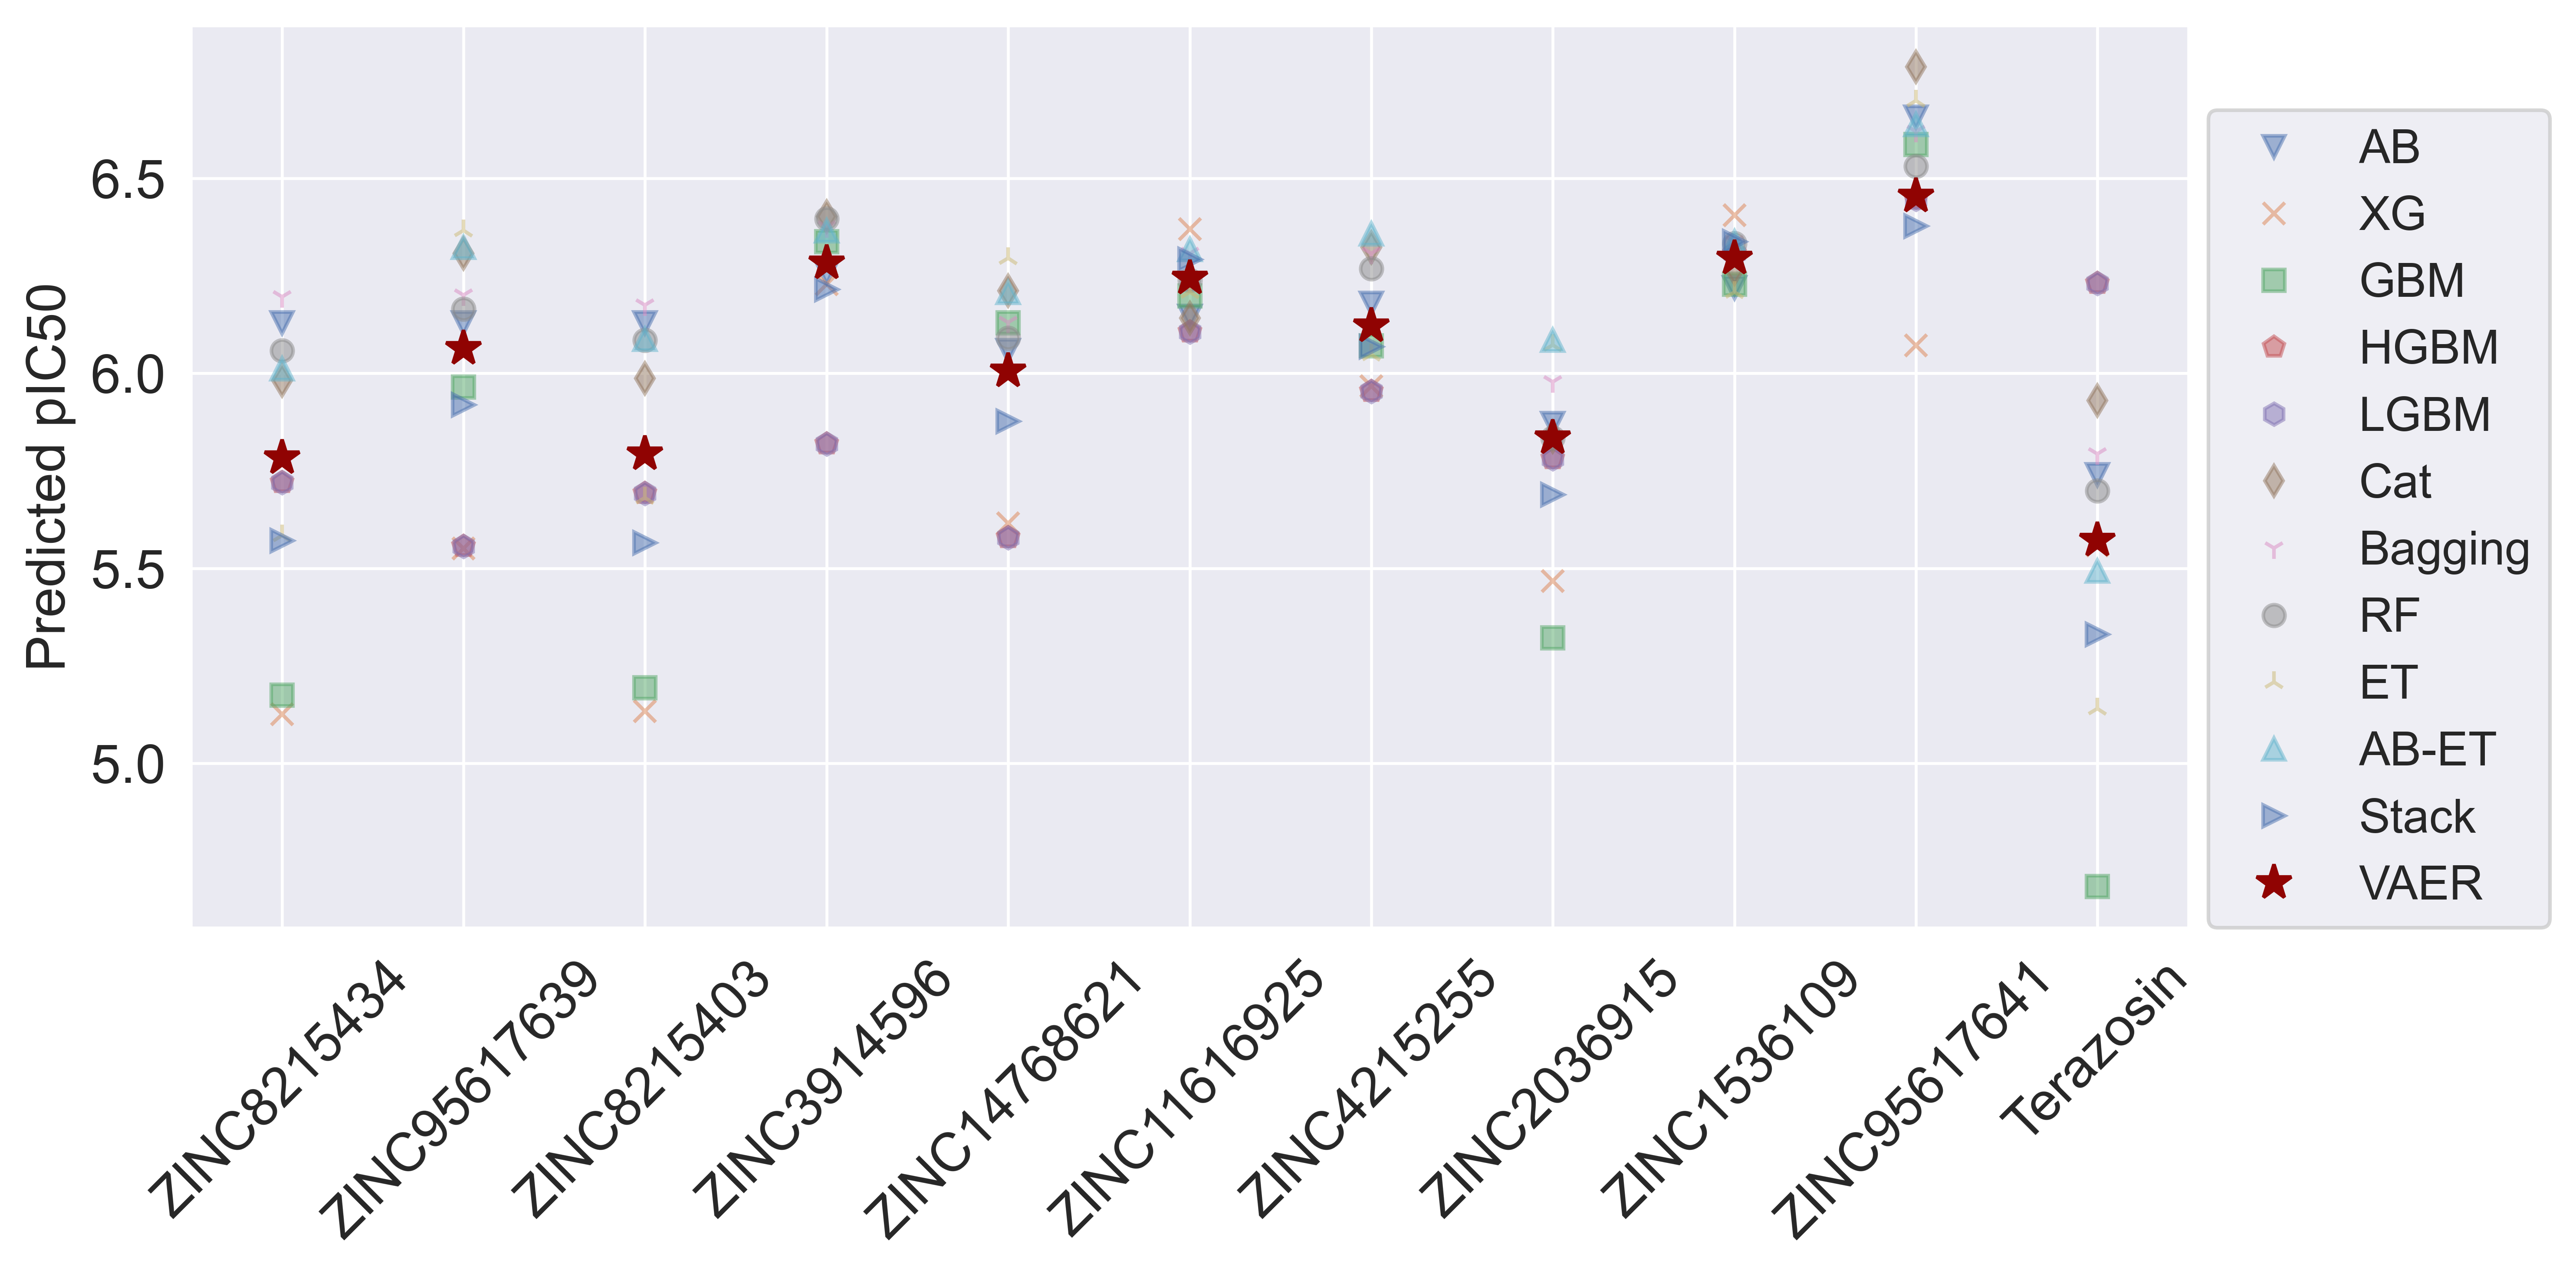 Predicted pIC50
6.5
6.0
5.5
5.0
ZINC8215434
ZINC95617639
ZINC8215403
ZINC3914596
ZINC14768621
ZINC11616925
ZINC4215255
ZINC2036915
ZINC1536109
ZINC95617641
Terazosin
AB
XG
GBM
HGBM
LGBM
Cat
Bagging
RF
ET
AB-ET
Stack
VAER